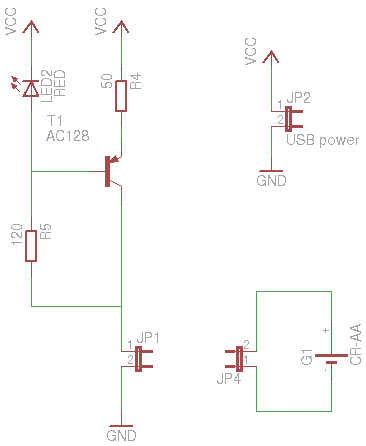 VCC
VCC
VCC
LED2
RED
50
R4
T1
AC128
JP2
1
2
USB power
GND
120
R5
JP1
1
2
GND
2
1
JP4
G1
+
-
CR-AA